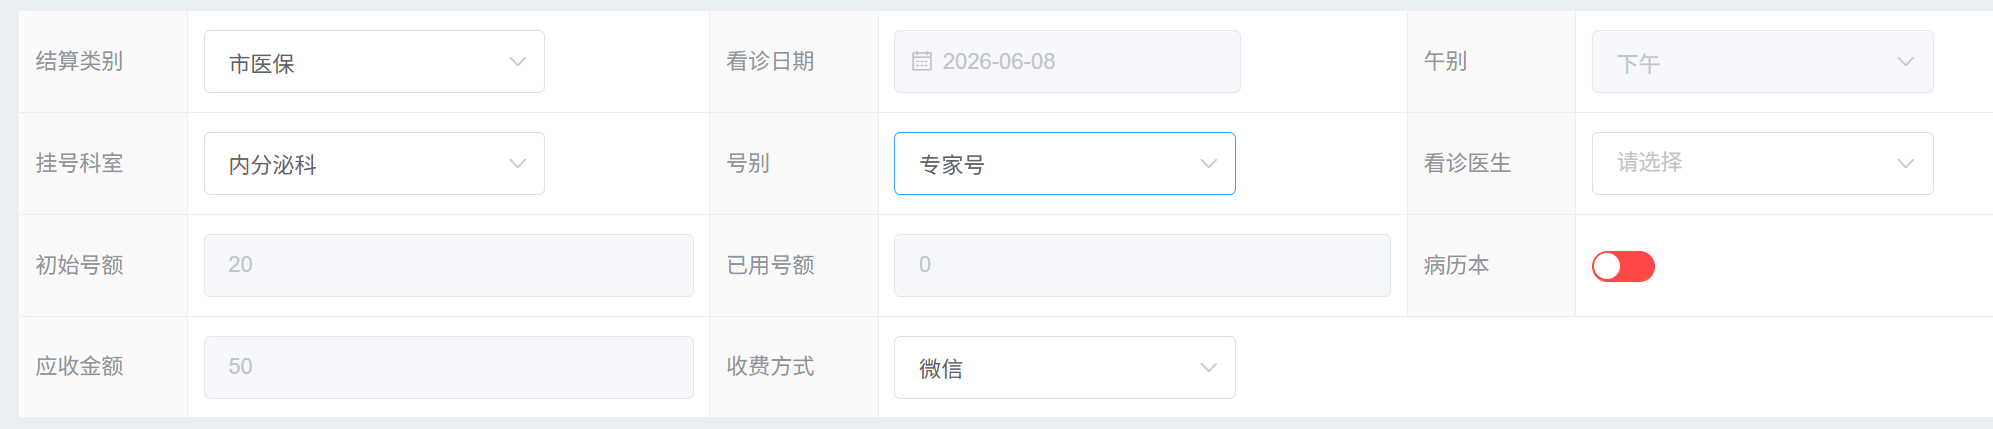 结算类别 市医保 看诊日期 2026-06-08 午别 下午
挂号科室 内分泌科 号别 专家号 看诊医生 请选择
初始号额 20 已用号额 0 病历本
应收金额 50 收费方式 微信